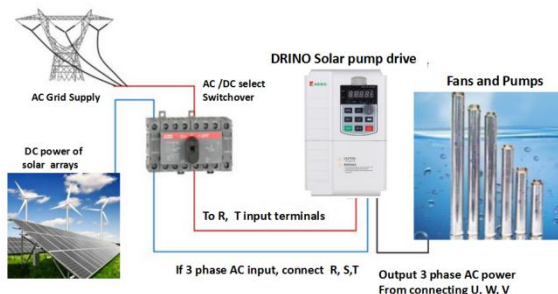 DRINO Solar pump drive
Fans and Pumps
AC Grid Supply
AC /DC select
Switchover
DC power of
solar arrays
To R, T input terminals
If 3 phase AC input, connect R, S,T
Output 3 phase AC power
From connecting U, W, V